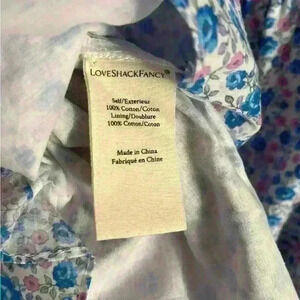 LOVESHACKFANCY®
Self/Exterieur
100% Cotton/Coton
Lining/Doublure
100% Cotton/Coton
Made in China
Fabriqué en Chine